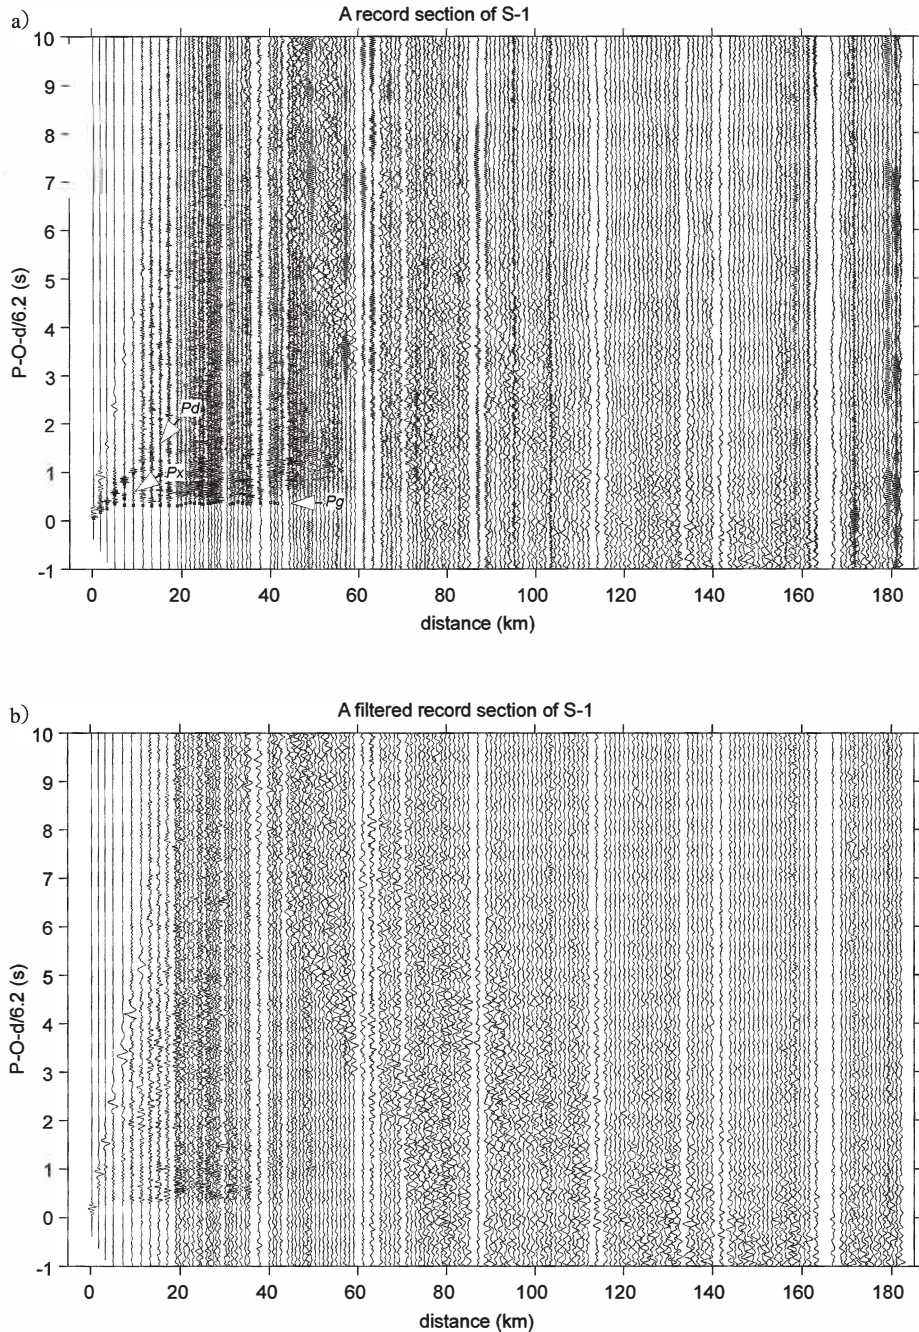 a)
A record section of S-1
10
9
8
7
6
5
4
3
2
1
0
-1
P-O-d/6.2 (s)
Pd
Px
Pg
0 20 40 60 80 100 120 140 160 180
distance (km)
b)
A filtered record section of S-1
10
9
8
7
6
5
4
3
2
1
0
-1
P-O-d/6.2 (s)
0 20 40 60 80 100 120 140 160 180
distance (km)